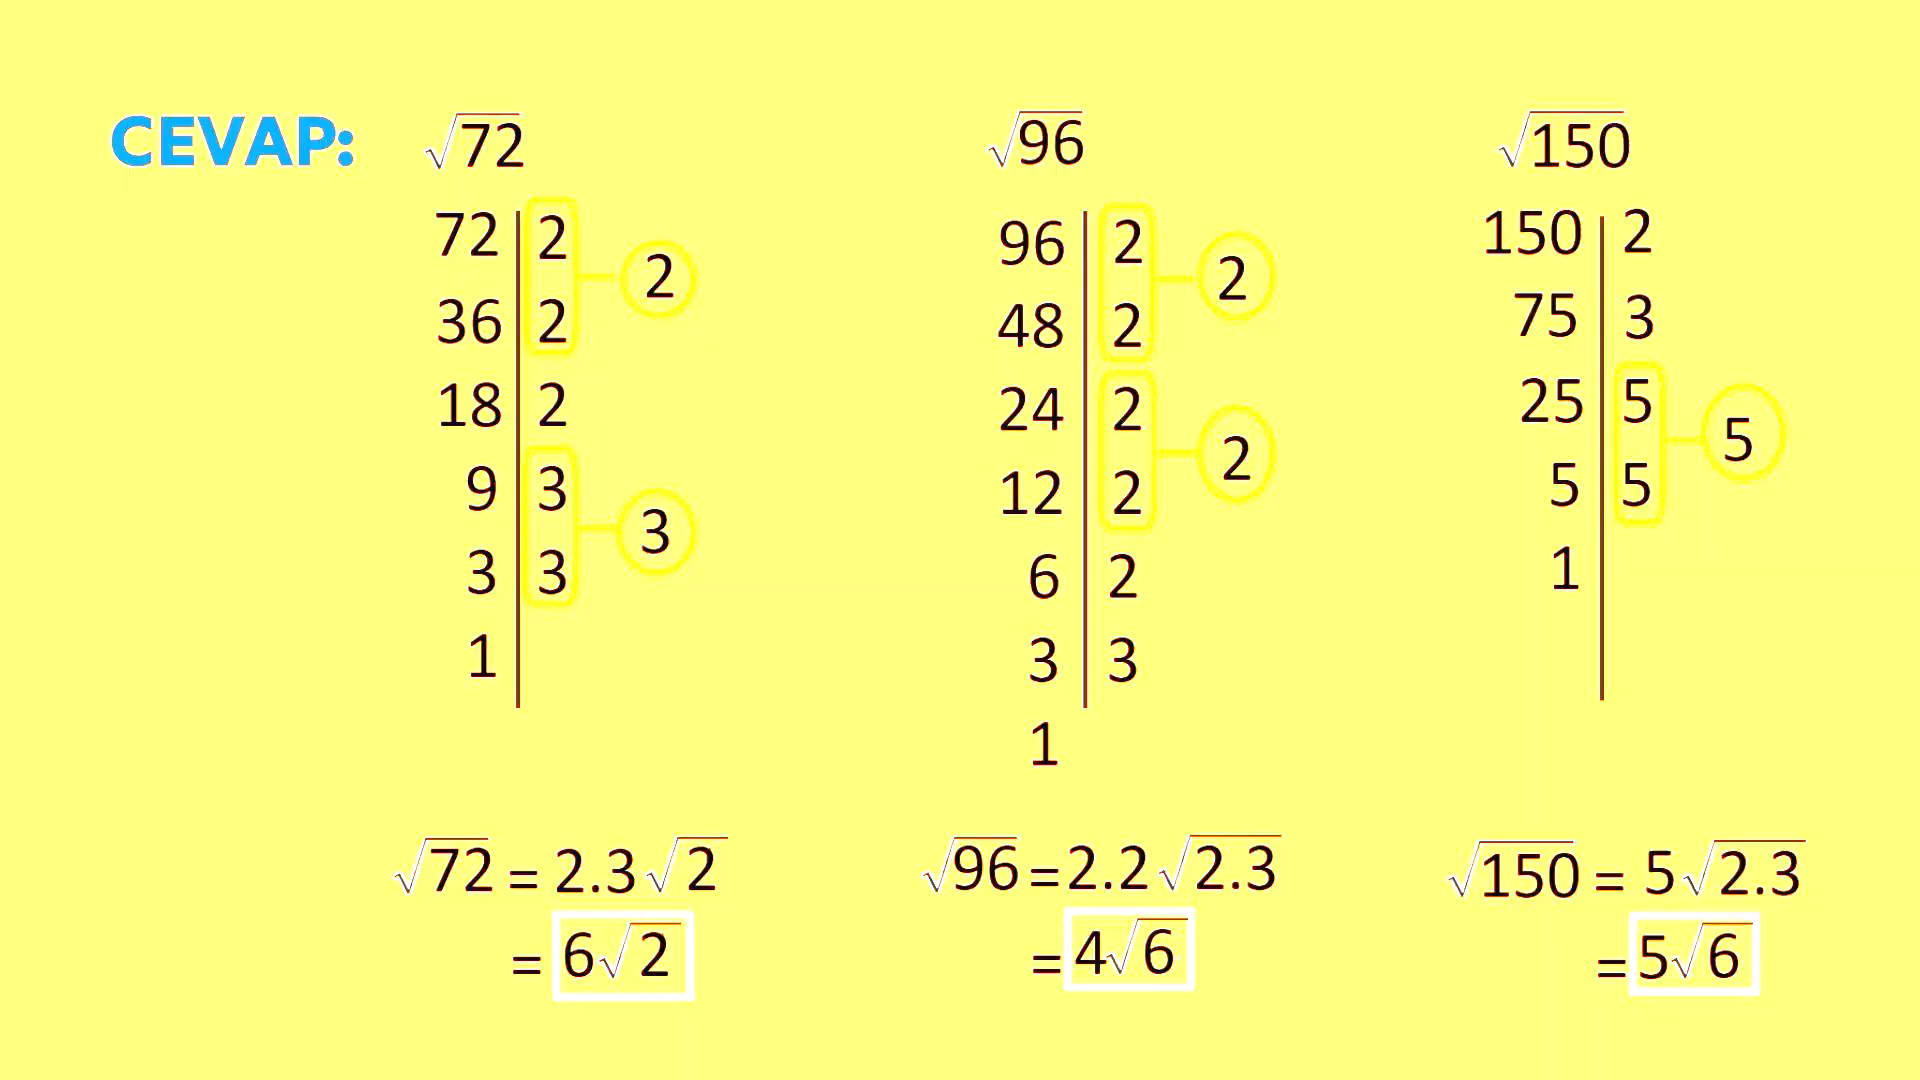 CEVAP: √72 √96 √150
72 | 2
36 | 2
2
18 | 2
9 | 3
3 | 3
3
1
96 | 2
48 | 2
2
24 | 2
12 | 2
2
6 | 2
3 | 3
1
150 | 2
75 | 3
25 | 5
5 | 5
5
1
√72 = 2.3√2
= 6√2
√96 = 2.2√2.3
= 4√6
√150 = 5√2.3
= 5√6